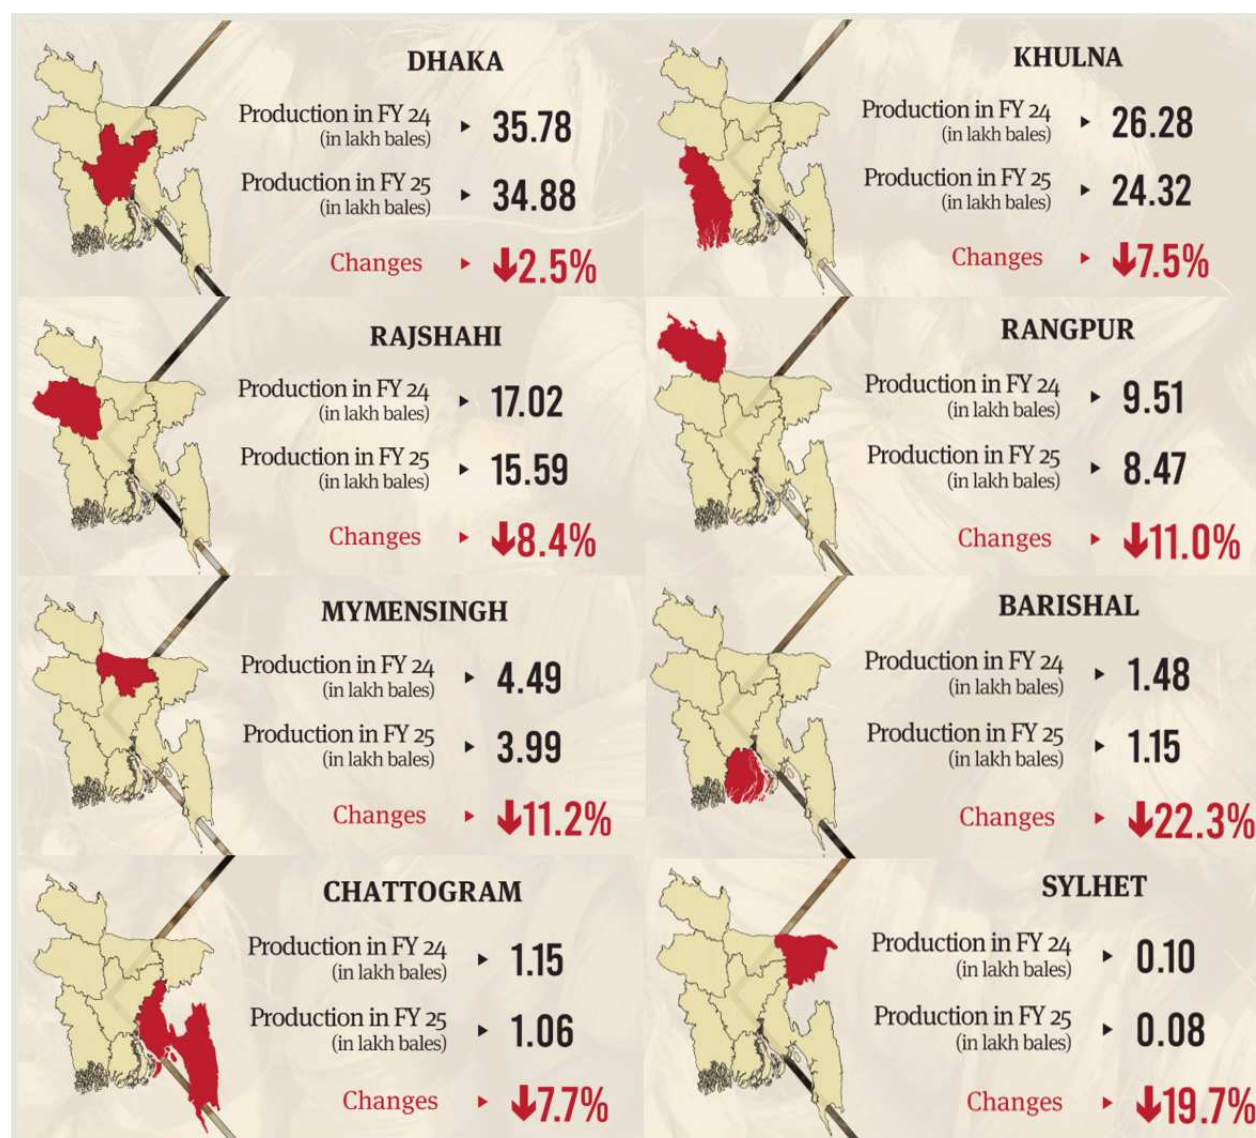 DHAKA
Production in FY 24
(in lakh bales)
35.78
Production in FY 25
(in lakh bales)
34.88
Changes
2.5%
KHULNA
Production in FY 24
(in lakh bales)
26.28
Production in FY 25
(in lakh bales)
24.32
Changes
7.5%
RAJSHAHI
Production in FY 24
(in lakh bales)
17.02
Production in FY 25
(in lakh bales)
15.59
Changes
8.4%
RANGPUR
Production in FY 24
(in lakh bales)
9.51
Production in FY 25
(in lakh bales)
8.47
Changes
11.0%
MYMENSINGH
Production in FY 24
(in lakh bales)
4.49
Production in FY 25
(in lakh bales)
3.99
Changes
11.2%
BARISHAL
Production in FY 24
(in lakh bales)
1.48
Production in FY 25
(in lakh bales)
1.15
Changes
22.3%
CHATTOGRAM
Production in FY 24
(in lakh bales)
1.15
Production in FY 25
(in lakh bales)
1.06
Changes
7.7%
SYLHET
Production in FY 24
(in lakh bales)
0.10
Production in FY 25
(in lakh bales)
0.08
Changes
19.7%